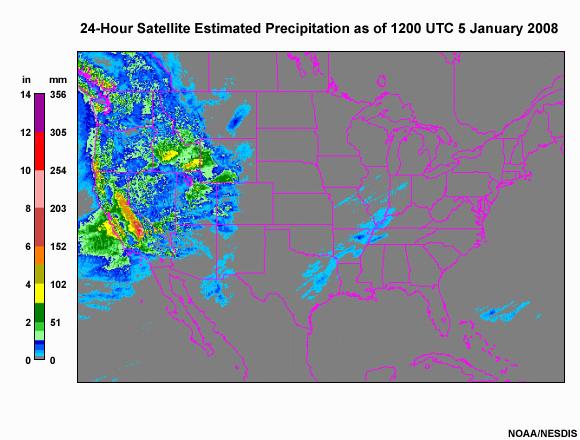 24-Hour Satellite Estimated Precipitation as of 1200 UTC 5 January 2008
in mm
14 356
12 305
10 254
8 203
6 152
4 102
2 51
0 0
NOAA/NESDIS